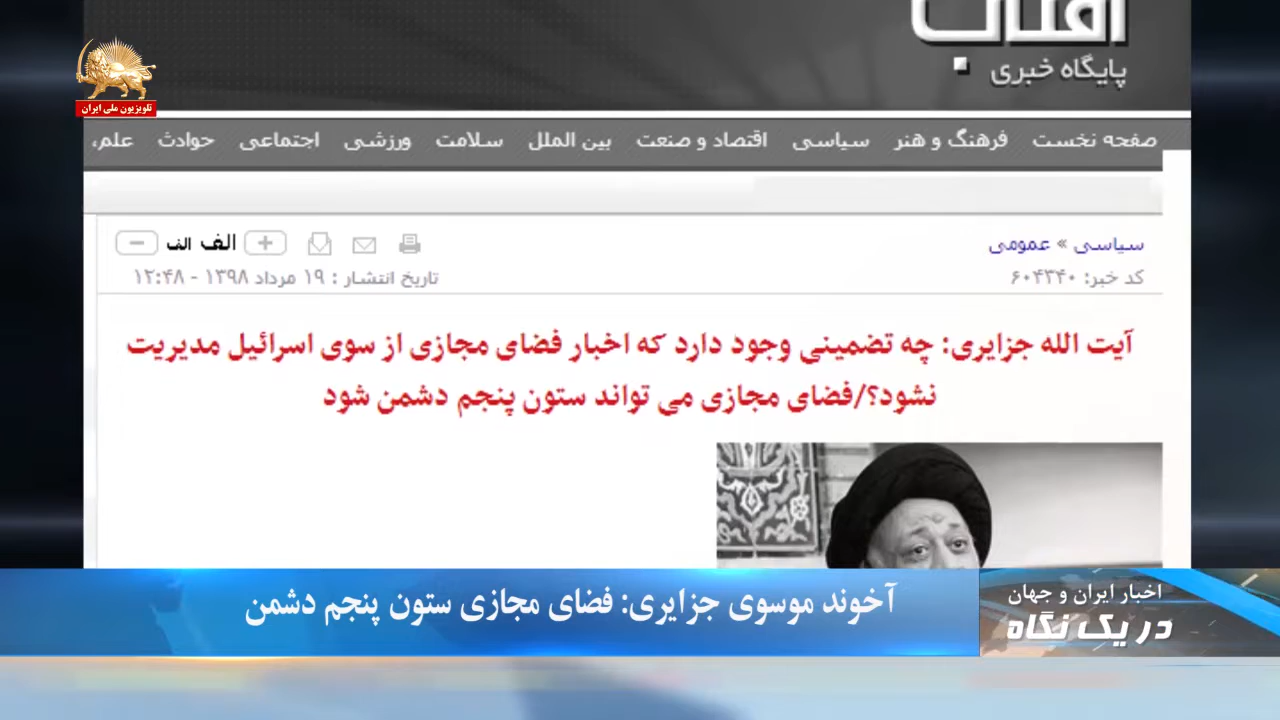 آفتاب
پایگاه خبری
تلویزیون ملی ایران
صفحه نخست فرهنگ و هنر سیاسی اقتصاد و صنعت بین الملل سلامت ورزشی اجتماعی حوادث علم،
سیاسی » عمومی
الف الف
کد خبر: ۶۰۴۳۴۰
تاریخ انتشار : ۱۹ مرداد ۱۳۹۸ - ۱۲:۴۸
آیت الله جزایری: چه تضمینی وجود دارد که اخبار فضای مجازی از سوی اسرائیل مدیریت
نشود؟/فضای مجازی می تواند ستون پنجم دشمن شود
اخبار ایران و جهان
در یک نگاه
آخوند موسوی جزایری: فضای مجازی ستون پنجم دشمن